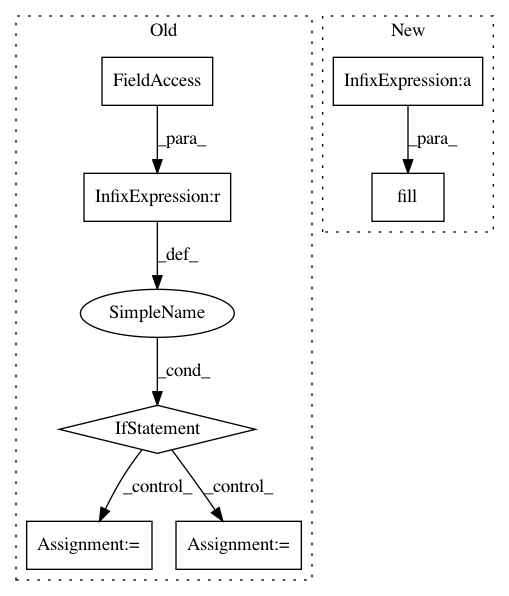 Old
New
FieldAccess
InfixExpression:a
_para_
_para_
InfixExpression:r
fill
_def_
SimpleName
_cond_
IfStatement
_control_
_control_
Assignment:=
Assignment:=